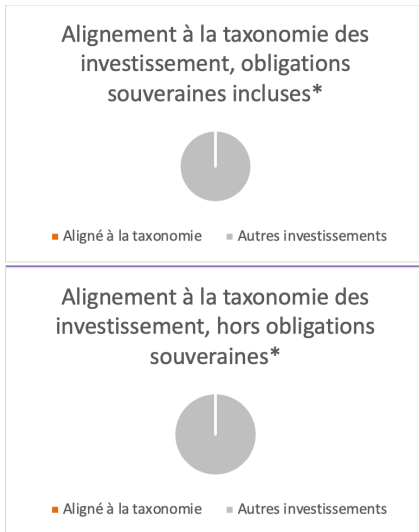 Alignement à la taxonomie des
investissement, obligations
souveraines incluses*
Aligné à la taxonomie Autres investissements
Alignement à la taxonomie des
investissement, hors obligations
souveraines*
Aligné à la taxonomie Autres investissements